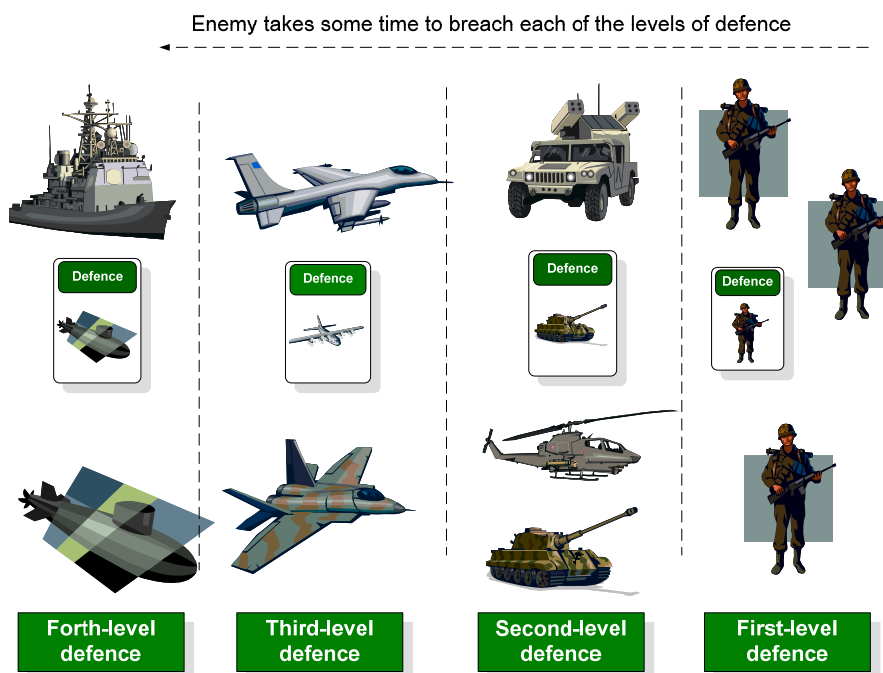 Enemy takes some time to breach each of the levels of defence
Defence
Defence
Defence
Defence
Forth-level
defence
Third-level
defence
Second-level
defence
First-level
defence